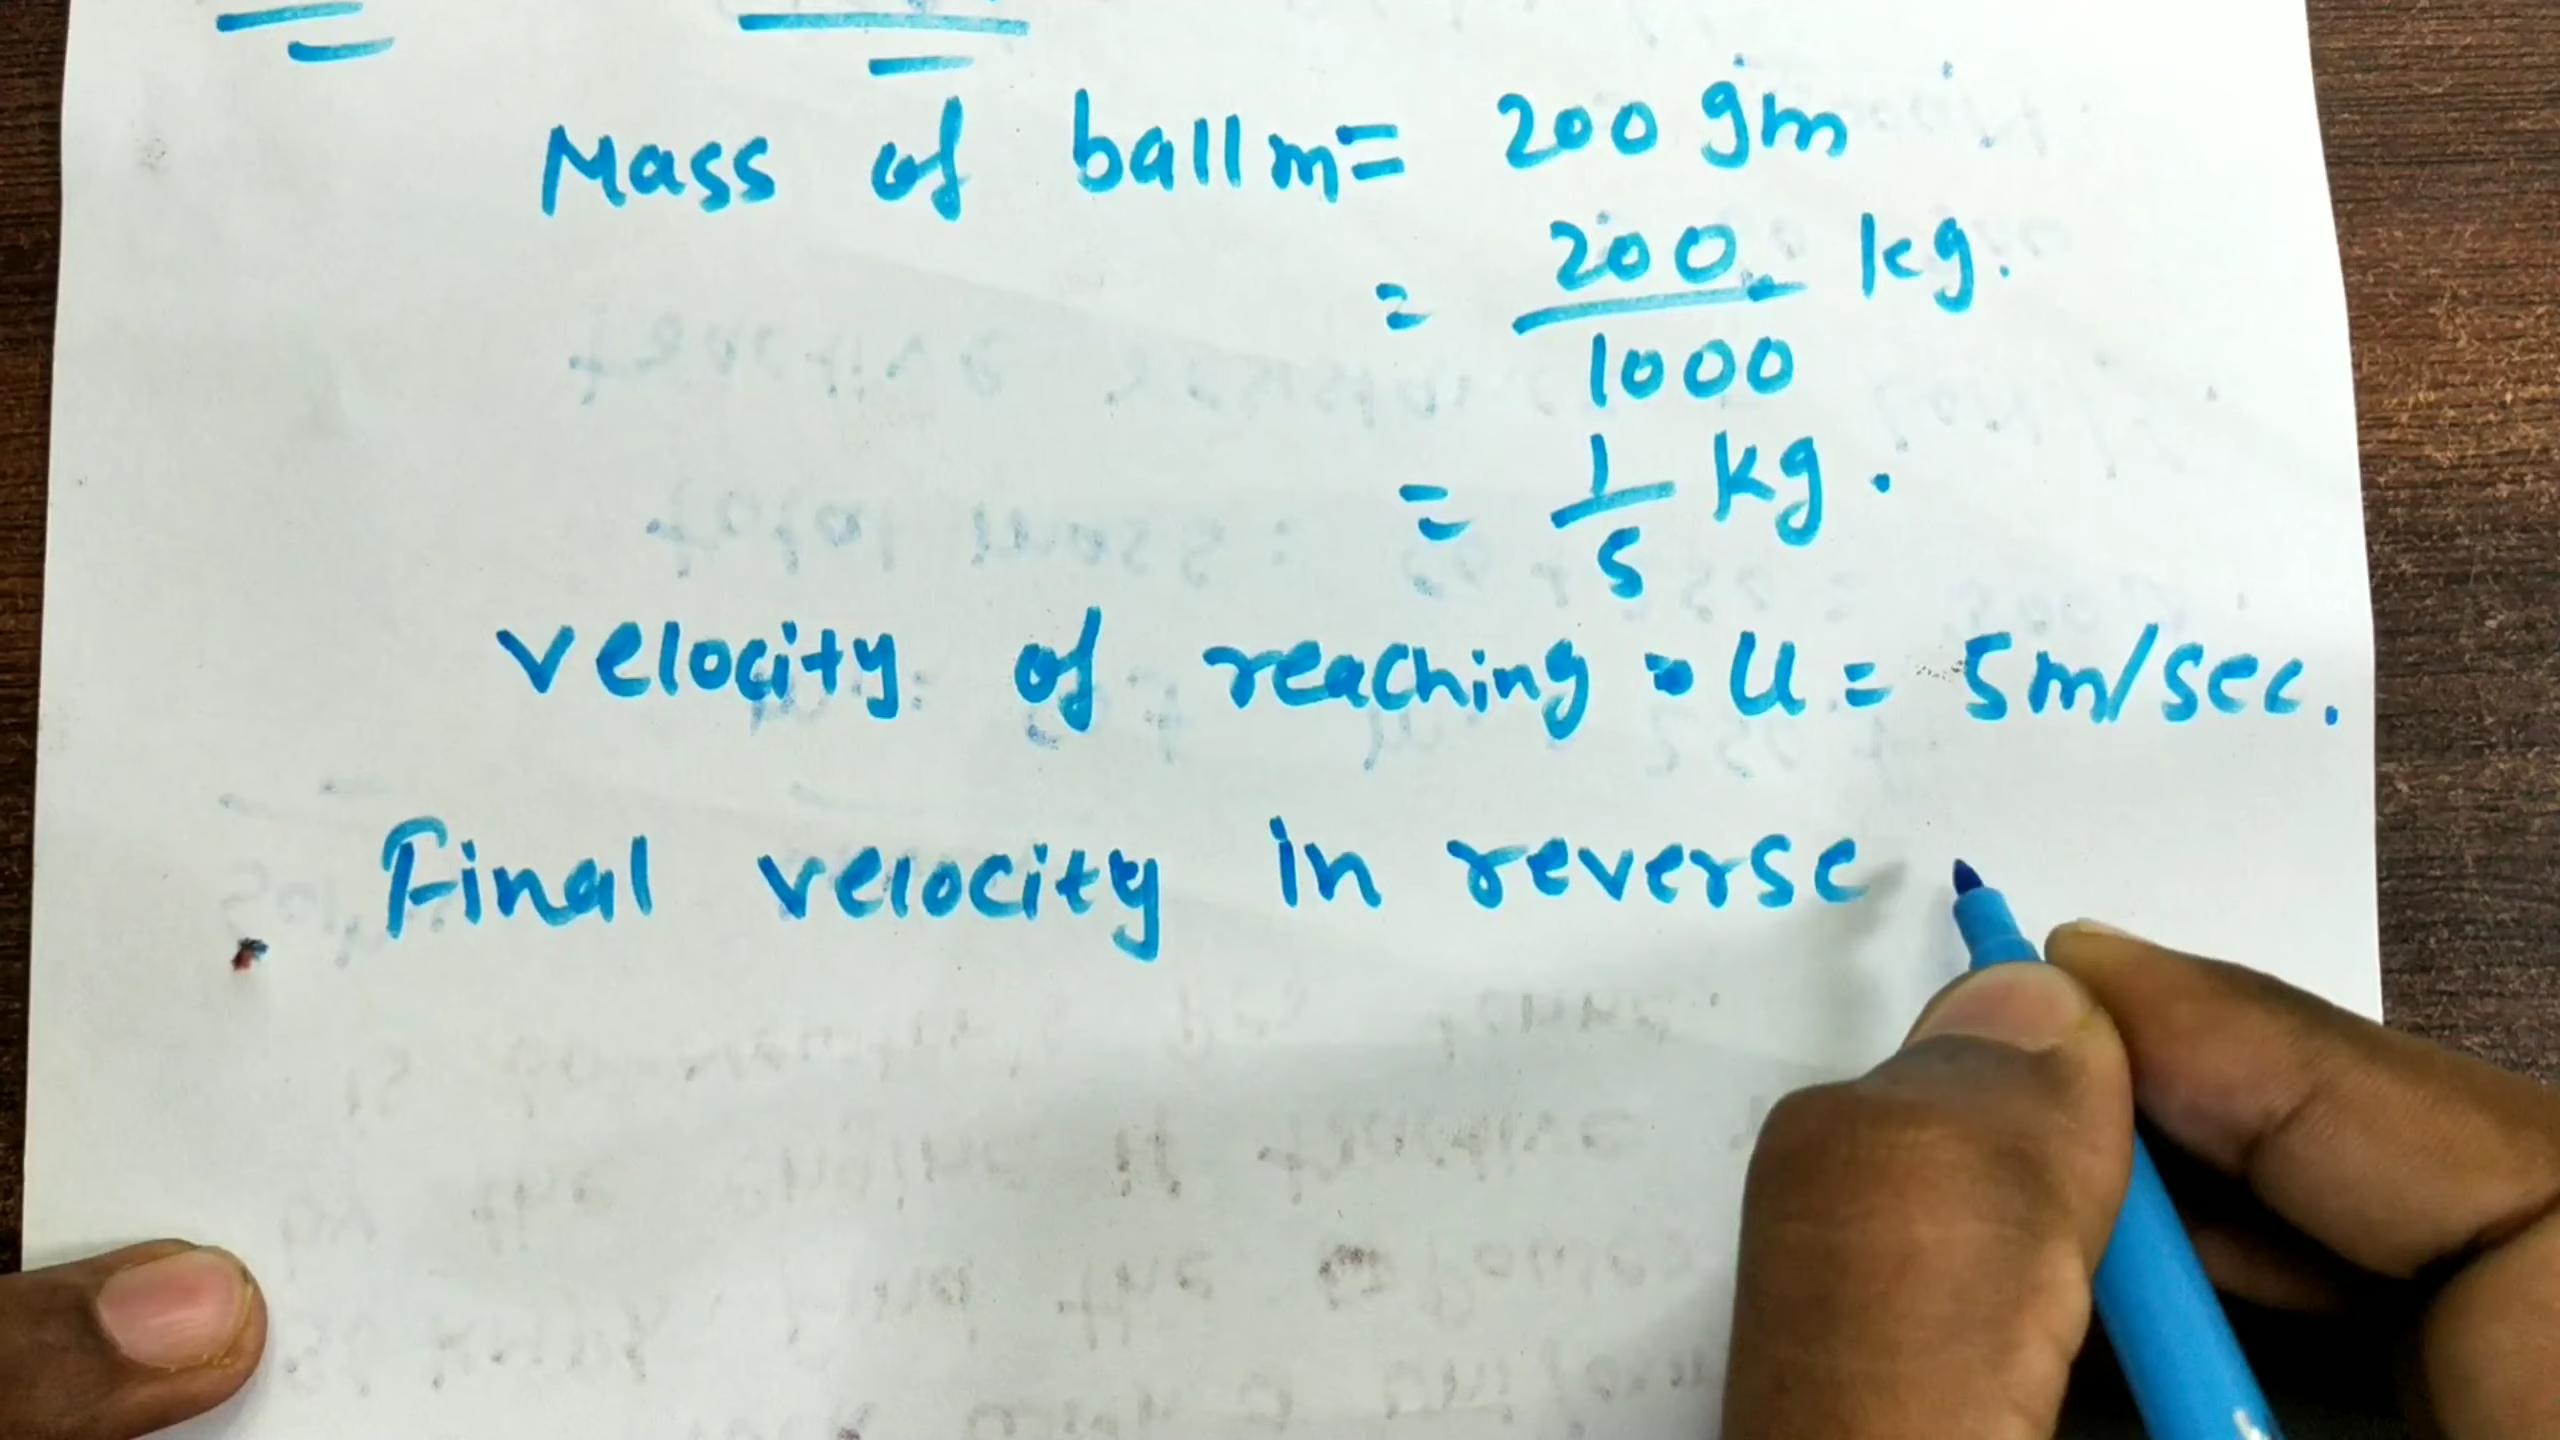 Mass of ball m = 200 gm
= 200/1000 kg.
= 1/5 kg.
velocity of reaching u = 5m/sec.
Final velocity in reverse